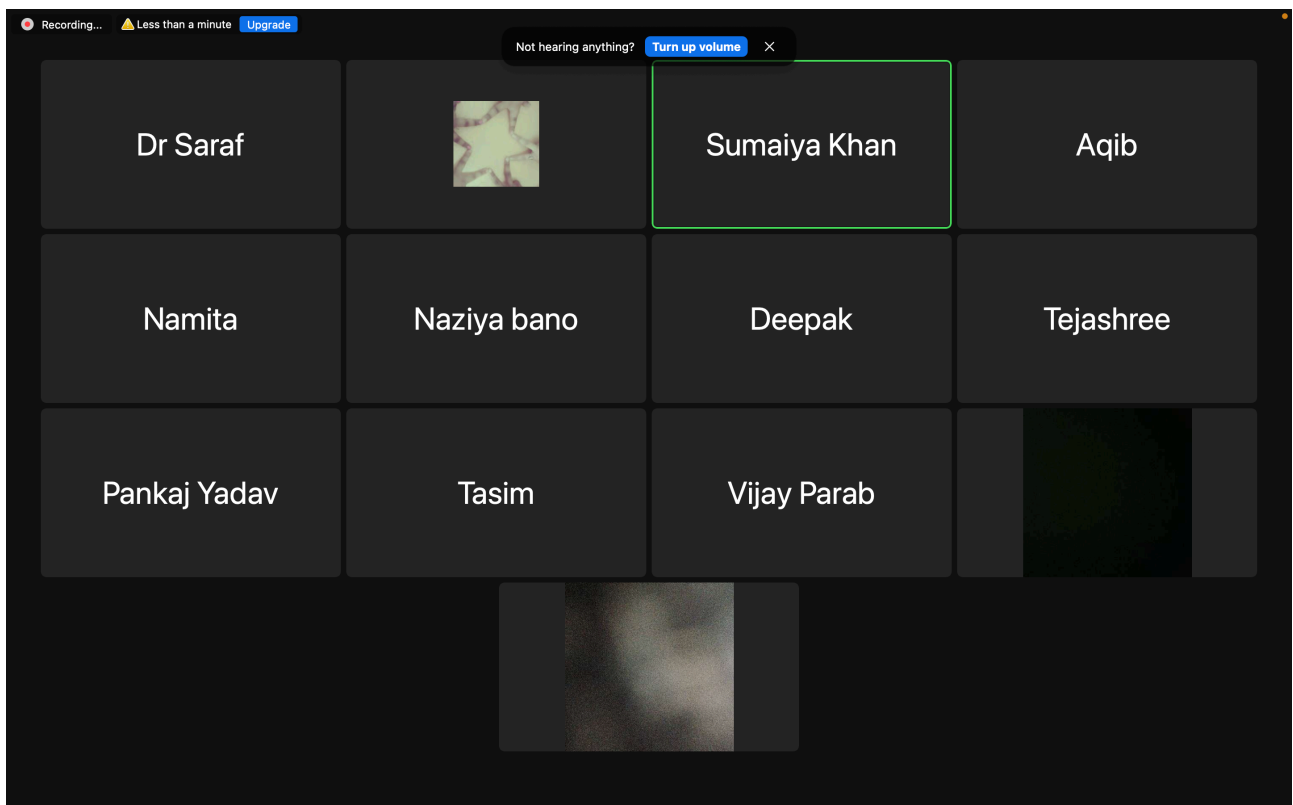 Recording... Less than a minute Upgrade
Not hearing anything? Turn up volume
Dr Saraf
Sumaiya Khan
Aqib
Namita
Naziya bano
Deepak
Tejashree
Pankaj Yadav
Tasim
Vijay Parab